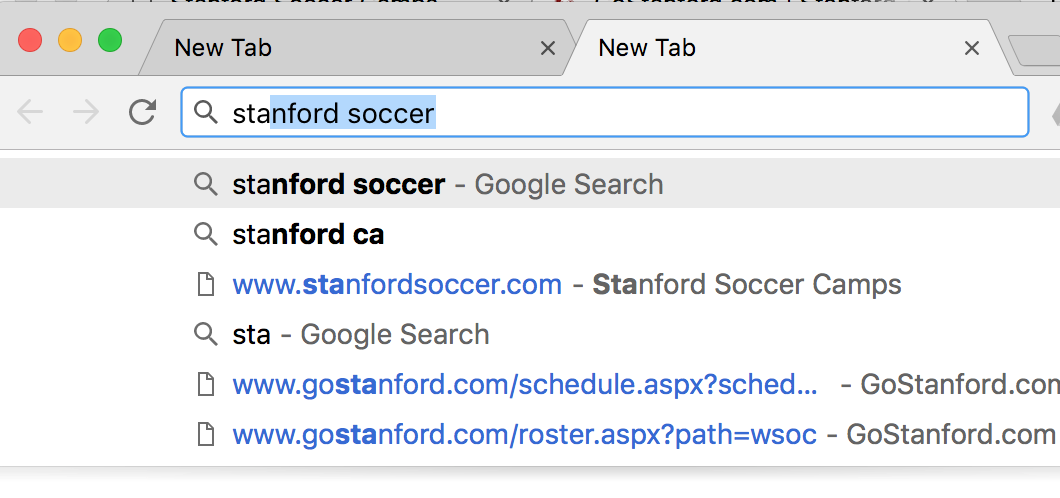 New Tab
New Tab
stanford soccer
stanford soccer - Google Search
stanford ca
www.stanfordsoccer.com - Stanford Soccer Camps
sta - Google Search
www.gostanford.com/schedule.aspx?sched... - GoStanford.com
www.gostanford.com/roster.aspx?path=wsoc - GoStanford.com